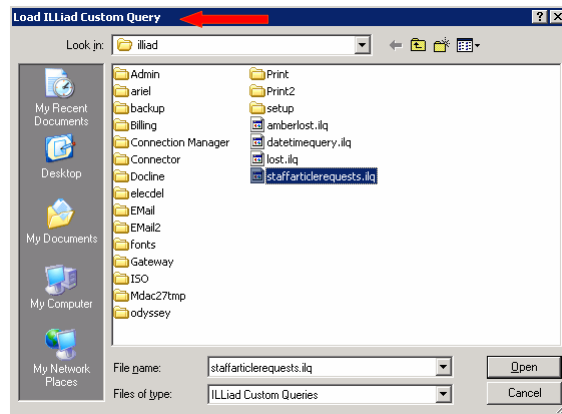 Load ILLiad Custom Query
Look in:
illiad
My Recent
Documents
Desktop
My Documents
My Computer
My Network
Places
Admin
ariel
backup
Billing
Connection Manager
Connector
Docline
elecdel
EMail
EMail2
fonts
Gateway
ISO
Mdac27tmp
odyssey
Print
Print2
setup
amberlost.ilq
datetimequery.ilq
lost.ilq
staffarticlerequests.ilq
File name:
staffarticlerequests.ilq
Open
Files of type:
ILLiad Custom Queries
Cancel